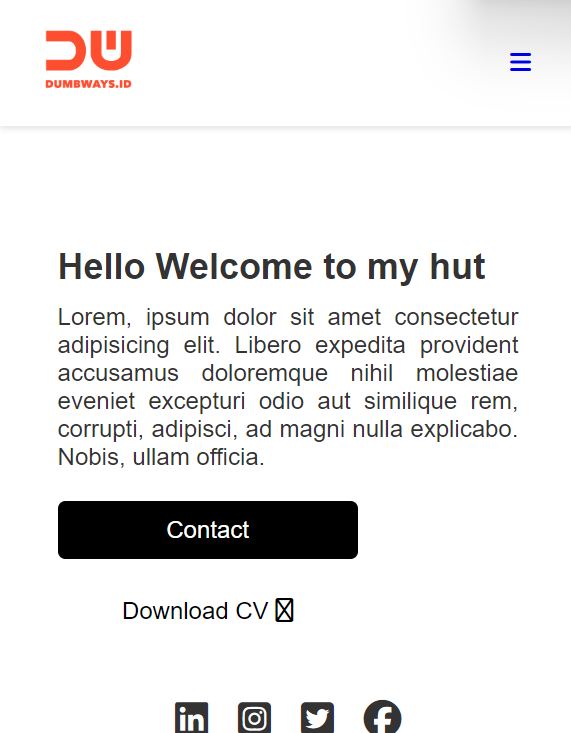 DUMBWAYS.ID
Hello Welcome to my hut
Lorem, ipsum dolor sit amet consectetur
adipisicing elit. Libero expedita provident
accusamus doloremque nihil molestiae
eveniet excepturi odio aut similique rem,
corrupti, adipisci, ad magni nulla explicabo.
Nobis, ullam officia.
Contact
Download CV